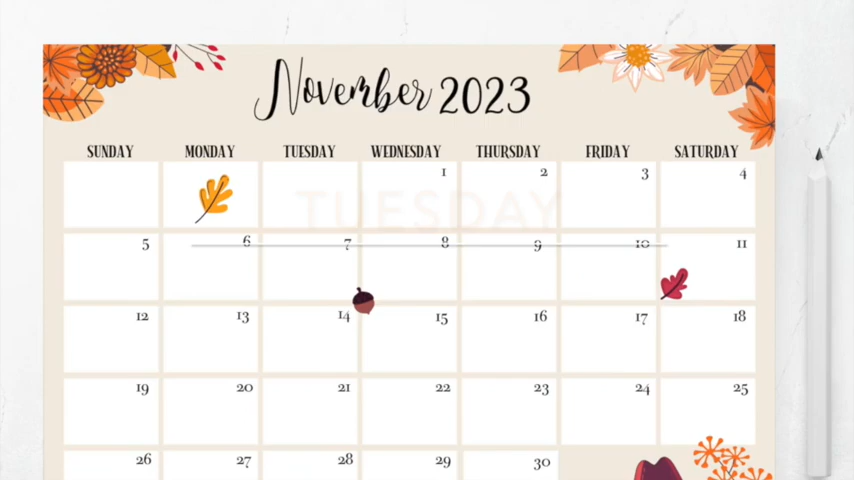 November 2023
SUNDAY MONDAY TUESDAY WEDNESDAY THURSDAY FRIDAY SATURDAY
1 2 3 4
TUESDAY
5 6 7 8 9 10 11
12 13 14 15 16 17 18
19 20 21 22 23 24 25
26 27 28 29 30